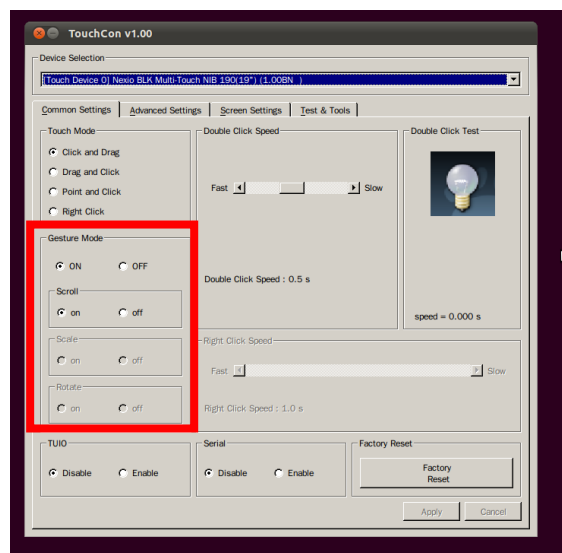 TouchCon v1.00
Device Selection
[Touch Device 0] Nexio BLK Multi-Touch NIB 190(19") (1.00BN )
Common Settings Advanced Settings Screen Settings Test & Tools
Touch Mode
Click and Drag
Drag and Click
Point and Click
Right Click
Double Click Speed
Fast Slow
Double Click Speed : 0.5 s
Double Click Test
speed = 0.000 s
Gesture Mode
ON OFF
Scroll
on off
Scale
on off
Rotate
on off
Right Click Speed
Fast Slow
Right Click Speed : 1.0 s
TUIO
Disable Enable
Serial
Disable Enable
Factory Reset
Factory
Reset
Apply Cancel